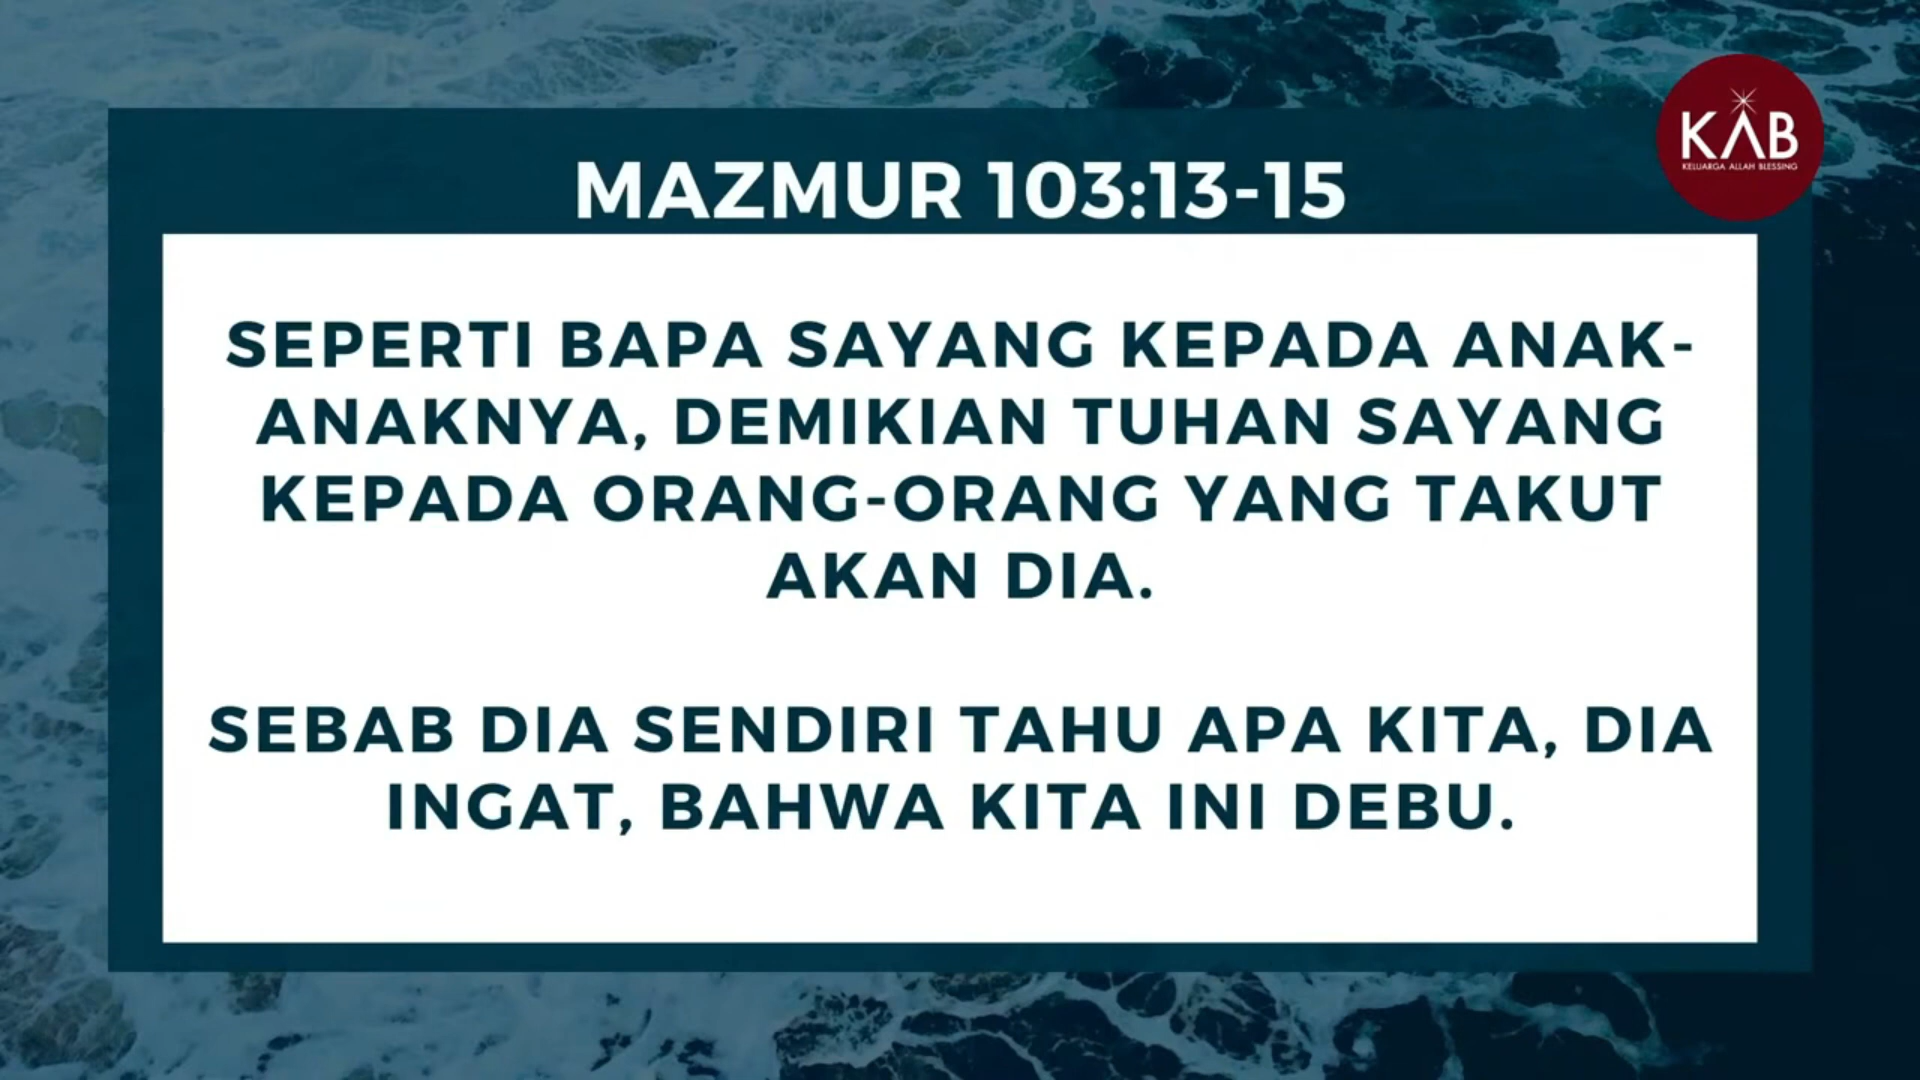 KAB
KELUARGA ALLAH BLESSING
MAZMUR 103:13-15
SEPERTI BAPA SAYANG KEPADA ANAK-
ANAKNYA, DEMIKIAN TUHAN SAYANG
KEPADA ORANG-ORANG YANG TAKUT
AKAN DIA.
SEBAB DIA SENDIRI TAHU APA KITA, DIA
INGAT, BAHWA KITA INI DEBU.